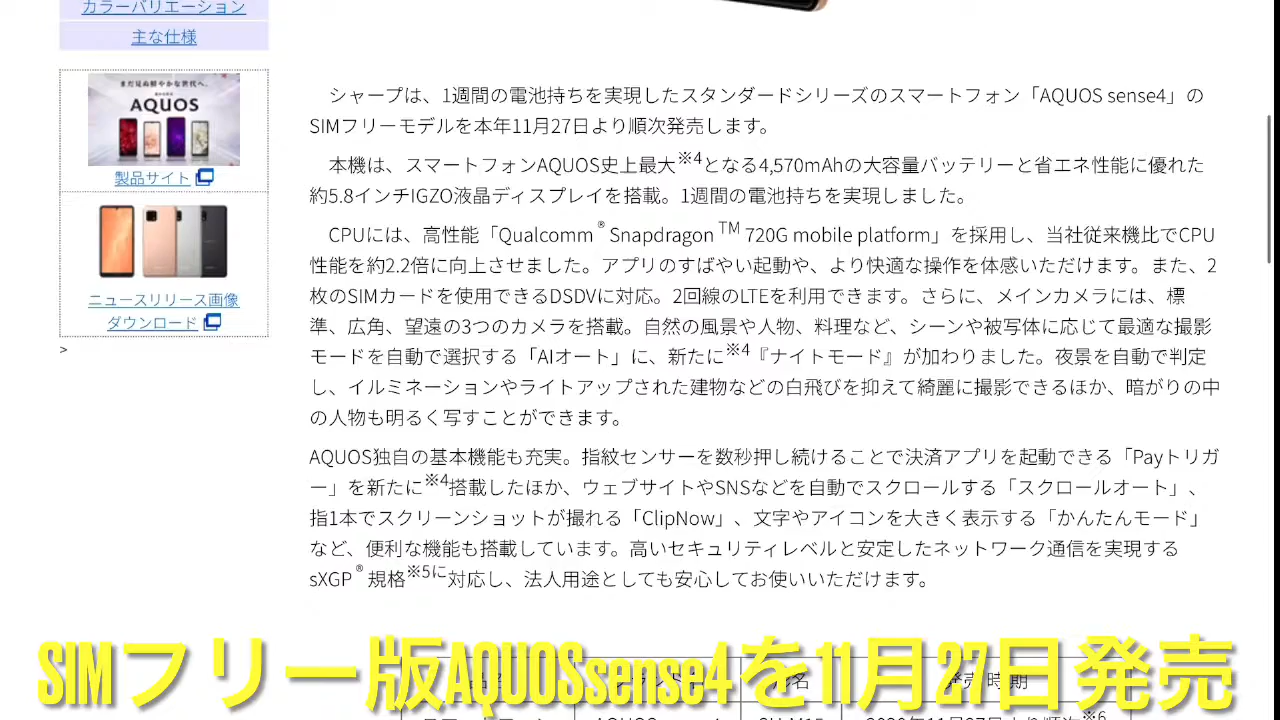 カラーバリエーション
主な仕様
まだ見ぬ鮮やかな世代へ。
AQUOS
製品サイト
ニュースリリース画像
ダウンロード
>
シャープは、1週間の電池持ちを実現したスタンダードシリーズのスマートフォン「AQUOS sense4」の
SIMフリーモデルを本年11月27日より順次発売します。
本機は、スマートフォンAQUOS史上最大※4となる4,570mAhの大容量バッテリーと省エネ性能に優れた
約5.8インチIGZO液晶ディスプレイを搭載。1週間の電池持ちを実現しました。
CPUには、高性能「Qualcomm® Snapdragon™ 720G mobile platform」を採用し、当社従来機比でCPU
性能を約2.2倍に向上させました。アプリのすばやい起動や、より快適な操作を体感いただけます。また、2
枚のSIMカードを使用できるDSDVに対応。2回線のLTEを利用できます。さらに、メインカメラには、標
準、広角、望遠の3つのカメラを搭載。自然の風景や人物、料理など、シーンや被写体に応じて最適な撮影
モードを自動で選択する「AIオート」に、新たに※4『ナイトモード』が加わりました。夜景を自動で判定
し、イルミネーションやライトアップされた建物などの白飛びを抑えて綺麗に撮影できるほか、暗がりの中
の人物も明るく写すことができます。
AQUOS独自の基本機能も充実。指紋センサーを数秒押し続けることで決済アプリを起動できる「Payトリガ
ー」を新たに※4搭載したほか、ウェブサイトやSNSなどを自動でスクロールする「スクロールオート」、
指1本でスクリーンショットが撮れる「ClipNow」、文字やアイコンを大きく表示する「かんたんモード」
など、便利な機能も搭載しています。高いセキュリティレベルと安定したネットワーク通信を実現する
sXGP®規格※5に対応し、法人用途としても安心してお使いいただけます。
SIMフリー版AQUOSsense4を11月27日発売